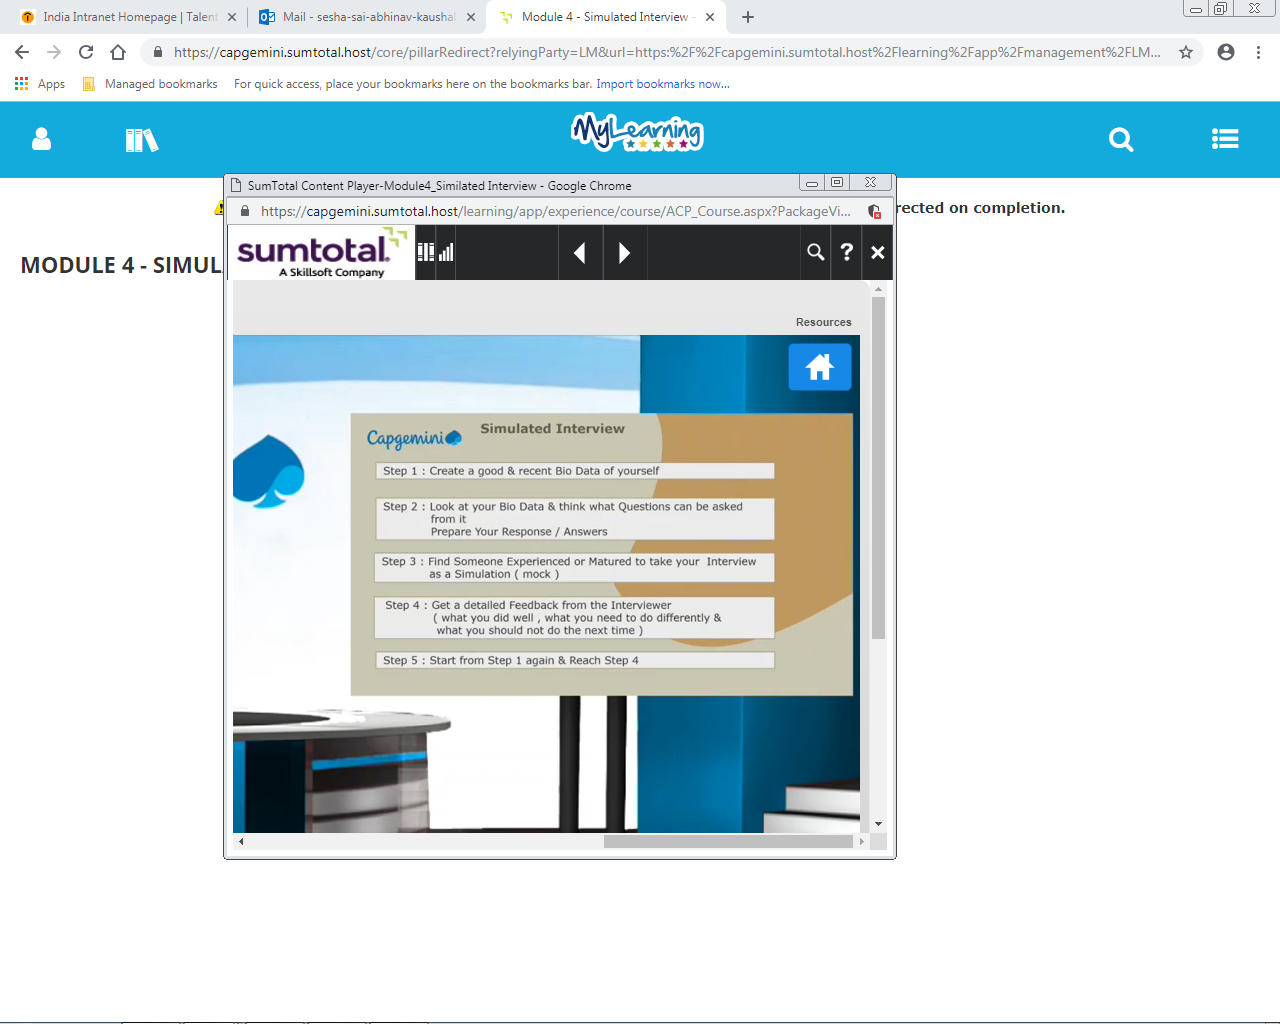 India Intranet Homepage | Talent
Mail - sesha-sai-abhinav-kaushal
Module 4 - Simulated Interview -
https://capgemini.sumtotal.host/core/pillarRedirect?relyingParty=LM&url=https:%2F%2Fcapgemini.sumtotal.host%2Flearning%2Fapp%2Fmanagement%2FLM...
Apps
Managed bookmarks
For quick access, place your bookmarks here on the bookmarks bar. Import bookmarks now...
MyLearning
SumTotal Content Player-Module4_Similated Interview - Google Chrome
https://capgemini.sumtotal.host/learning/app/experience/course/ACP_Course.aspx?PackageVi...
rected on completion.
MODULE 4 - SIMUL
sumtotal.
A Skillsoft Company
Resources
Capgemini
Simulated Interview
Step 1 : Create a good & recent Bio Data of yourself
Step 2 : Look at your Bio Data & think what Questions can be asked
from it
Prepare Your Response / Answers
Step 3 : Find Someone Experienced or Matured to take your Interview
as a Simulation ( mock )
Step 4 : Get a detailed Feedback from the Interviewer
( what you did well , what you need to do differently &
what you should not do the next time )
Step 5 : Start from Step 1 again & Reach Step 4